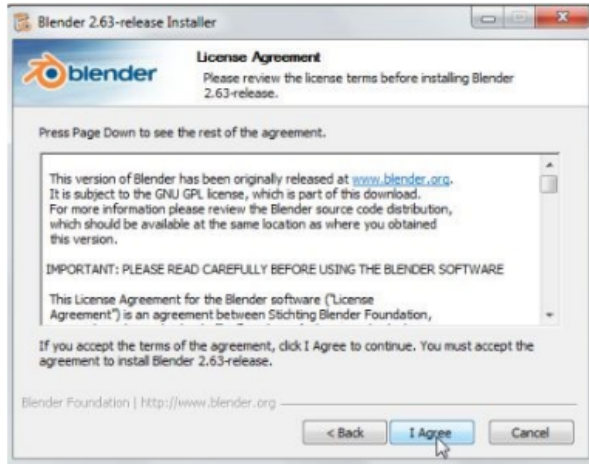 Blender 2.63-release Installer
blender
License Agreement
Please review the license terms before installing Blender
2.63-release.
Press Page Down to see the rest of the agreement.
This version of Blender has been originally released at www.blender.org.
It is subject to the GNU GPL license, which is part of this download.
For more information please review the Blender source code distribution,
which should be available at the same location as where you obtained
this version.
IMPORTANT: PLEASE READ CAREFULLY BEFORE USING THE BLENDER SOFTWARE
This License Agreement for the Blender software ("License
Agreement") is an agreement between Stichting Blender Foundation,
If you accept the terms of the agreement, click I Agree to continue. You must accept the
agreement to install Blender 2.63-release.
Blender Foundation | http://www.blender.org
< Back
I Agree
Cancel